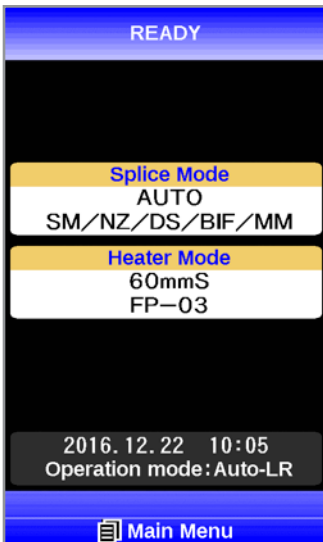 READY
Splice Mode
AUTO
SM/NZ/DS/BIF/MM
Heater Mode
60mmS
FP-03
2016.12.22 10:05
Operation mode:Auto-LR
Main Menu